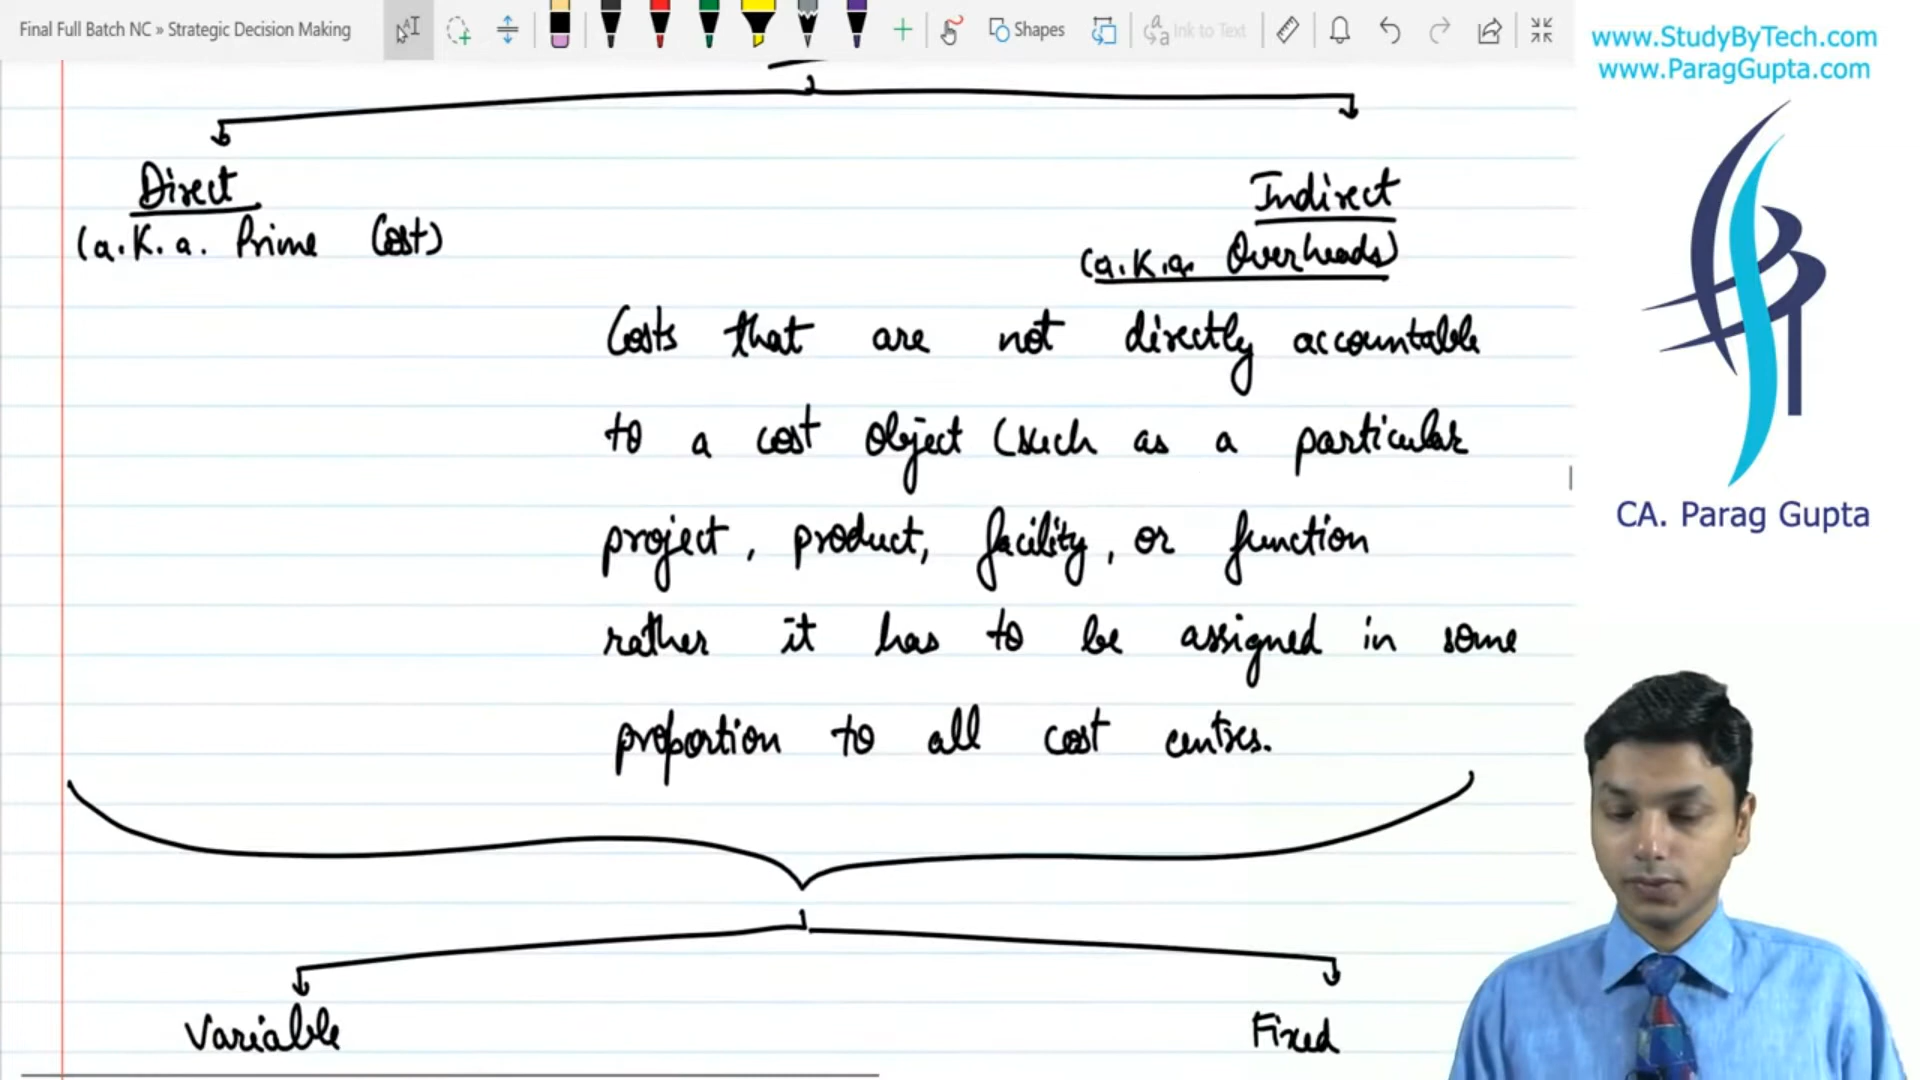 Final Full Batch NC » Strategic Decision Making
Shapes
Ink to Text
www.StudyByTech.com
www.ParagGupta.com
Direct
(a.k.a. Prime Cost)
Indirect
(a.k.a. Overheads)
Costs that are not directly accountable
to a cost object (such as a particular
project, product, facility, or function
rather it has to be assigned in some
proportion to all cost centres.
CA. Parag Gupta
Variable
Fixed